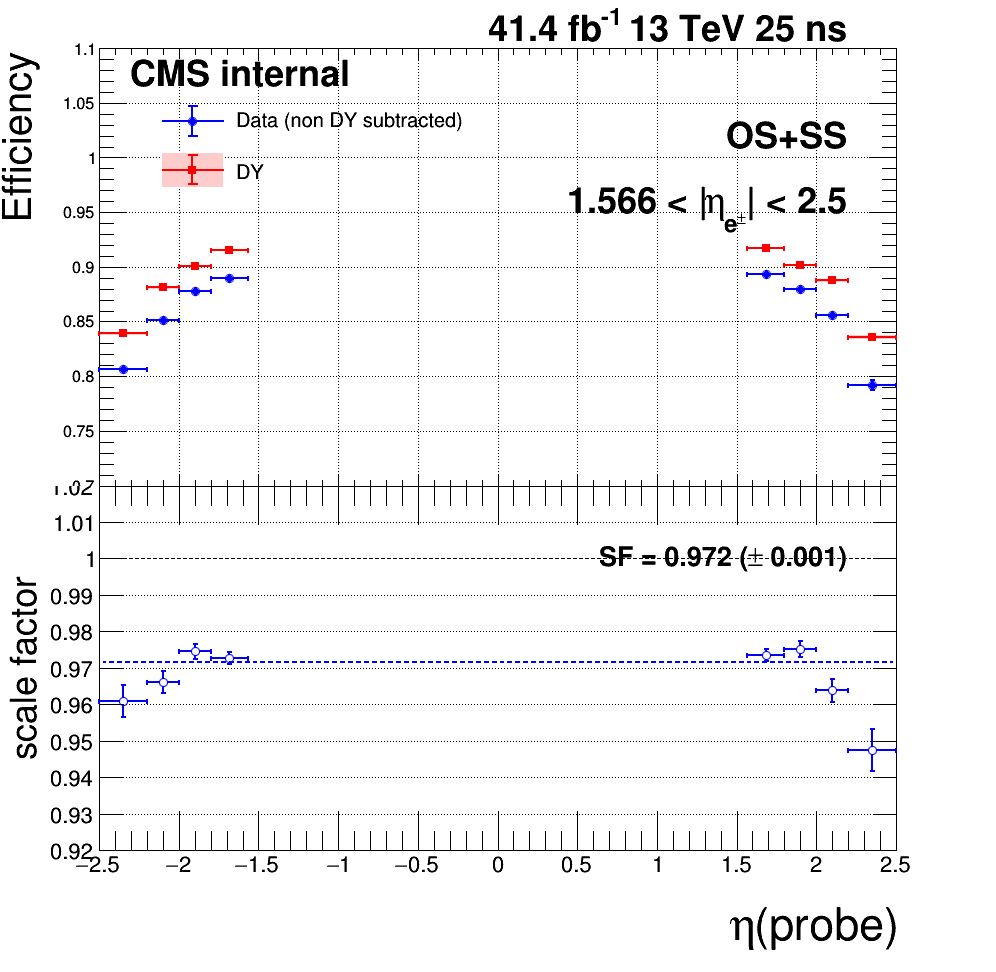 41.4 fb⁻¹ 13 TeV 25 ns
Efficiency
1.1
1.05
1
0.95
0.9
0.85
0.8
0.75
CMS internal
Data (non DY subtracted)
DY
OS+SS
1.566 < |η_e±| < 2.5
scale factor
1.02
1.01
1
0.99
0.98
0.97
0.96
0.95
0.94
0.93
0.92
SF = 0.972 (± 0.001)
−2.5 −2 −1.5 −1 −0.5 0 0.5 1 1.5 2 2.5
η(probe)